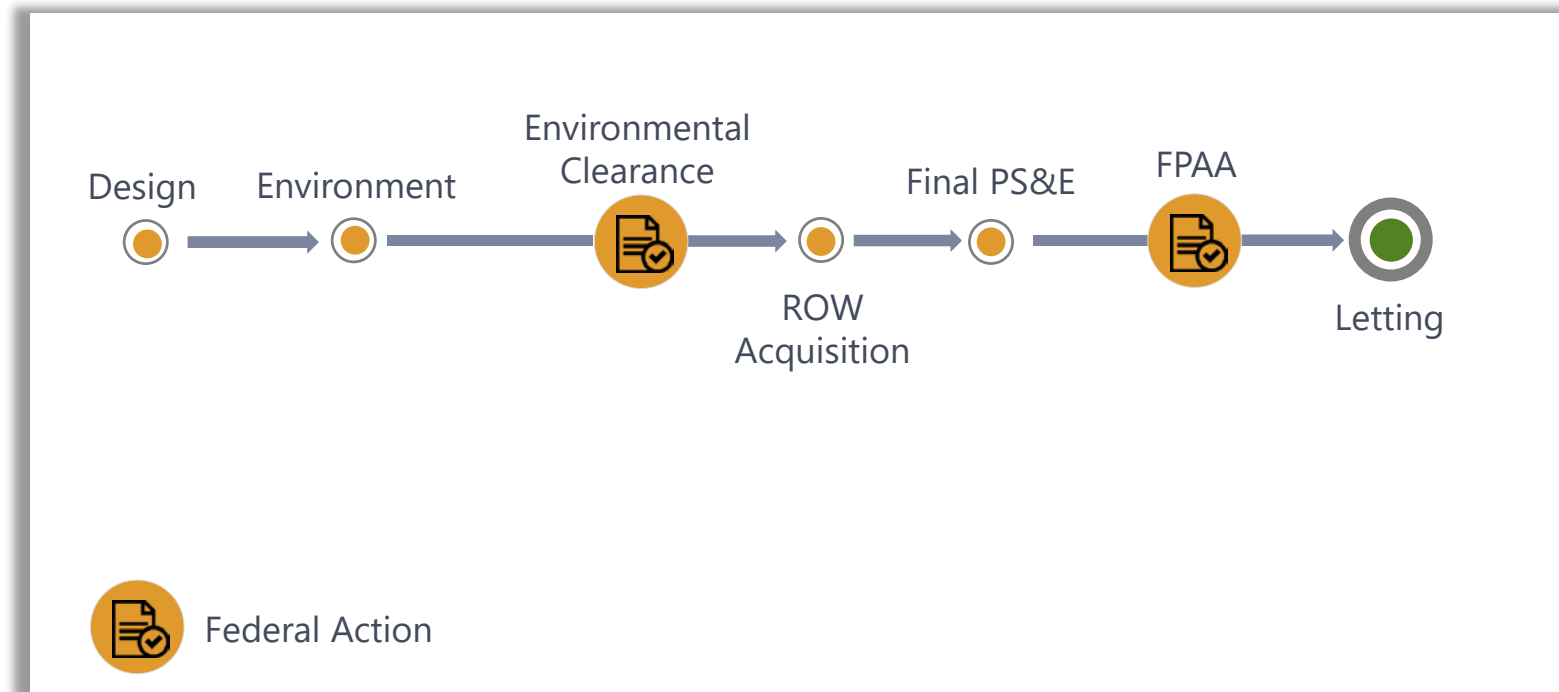 Design
Environment
Environmental
Clearance
ROW
Acquisition
Final PS&E
FPAA
Letting
Federal Action